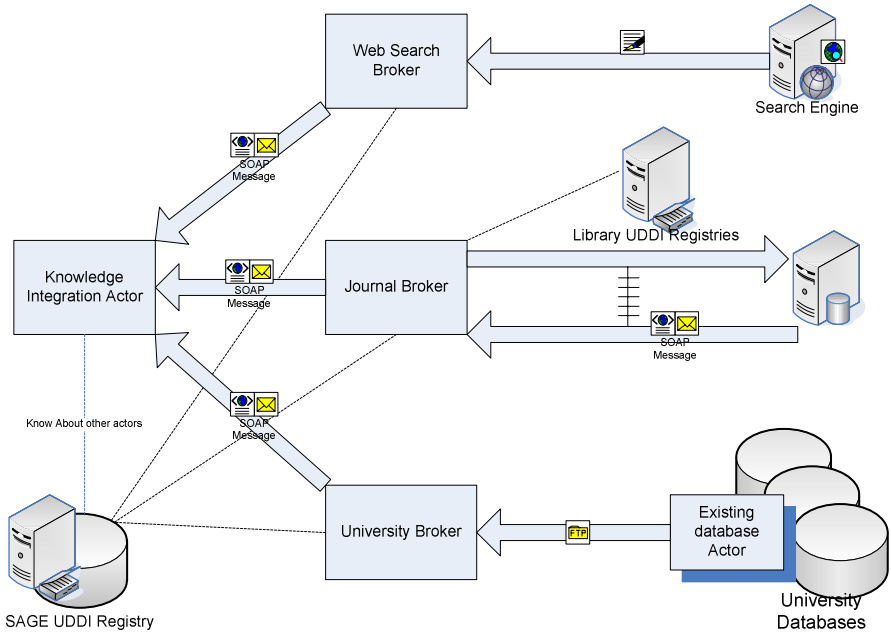 Web Search
Broker
Search Engine
SOAP
Message
Library UDDI Registries
Knowledge
Integration Actor
SOAP
Message
Journal Broker
SOAP
Message
Know About other actors
SOAP
Message
University Broker
FTP
Existing
database
Actor
University
Databases
SAGE UDDI Registry